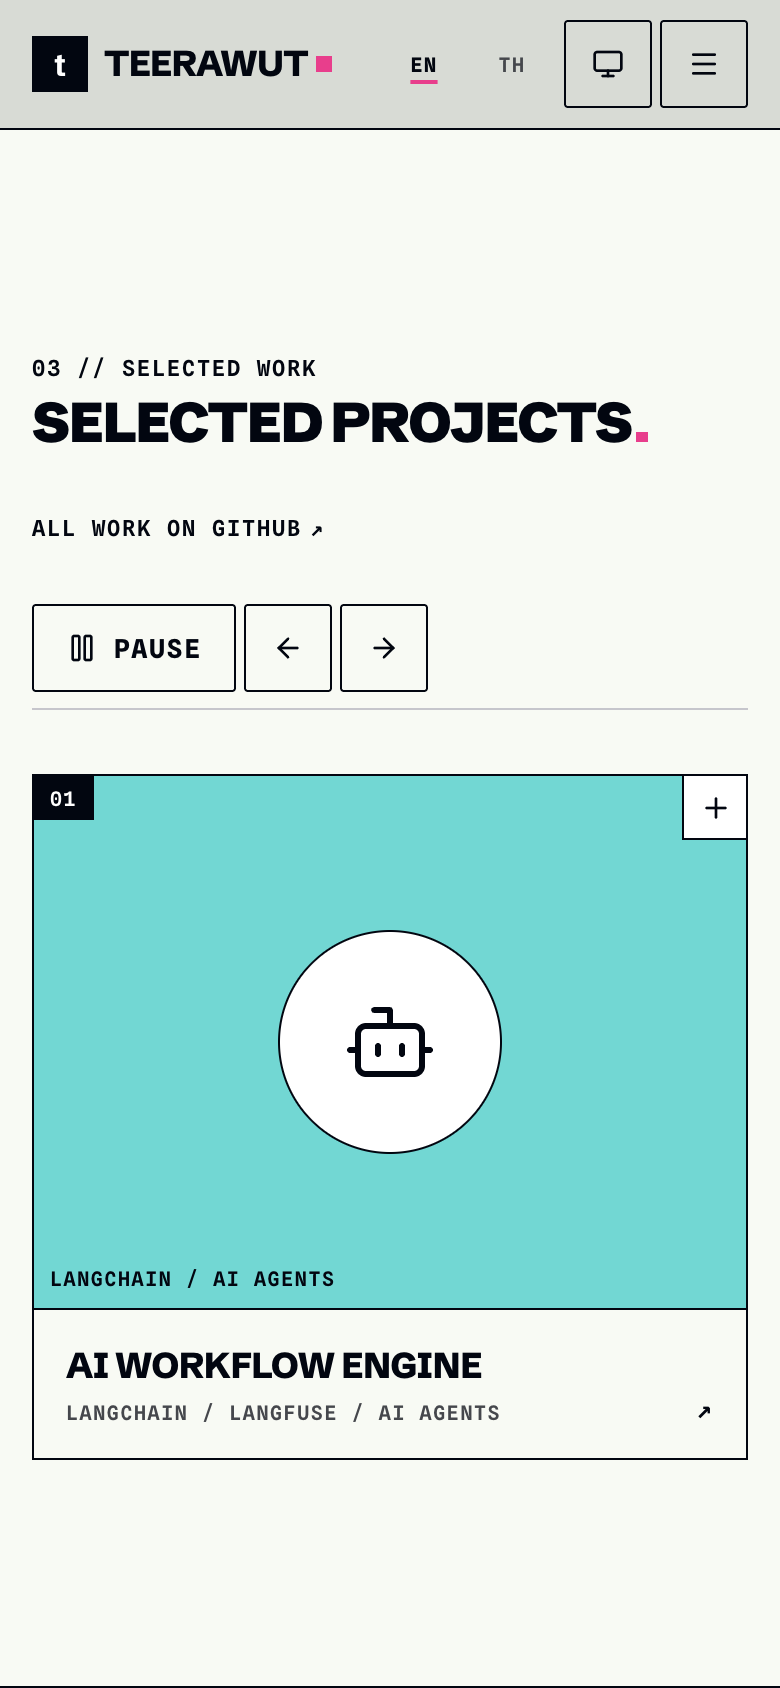 t TEERAWUT EN TH
03 // SELECTED WORK
SELECTED PROJECTS.
ALL WORK ON GITHUB ↗
PAUSE ← →
01
LANGCHAIN / AI AGENTS
AI WORKFLOW ENGINE
LANGCHAIN / LANGFUSE / AI AGENTS ↗